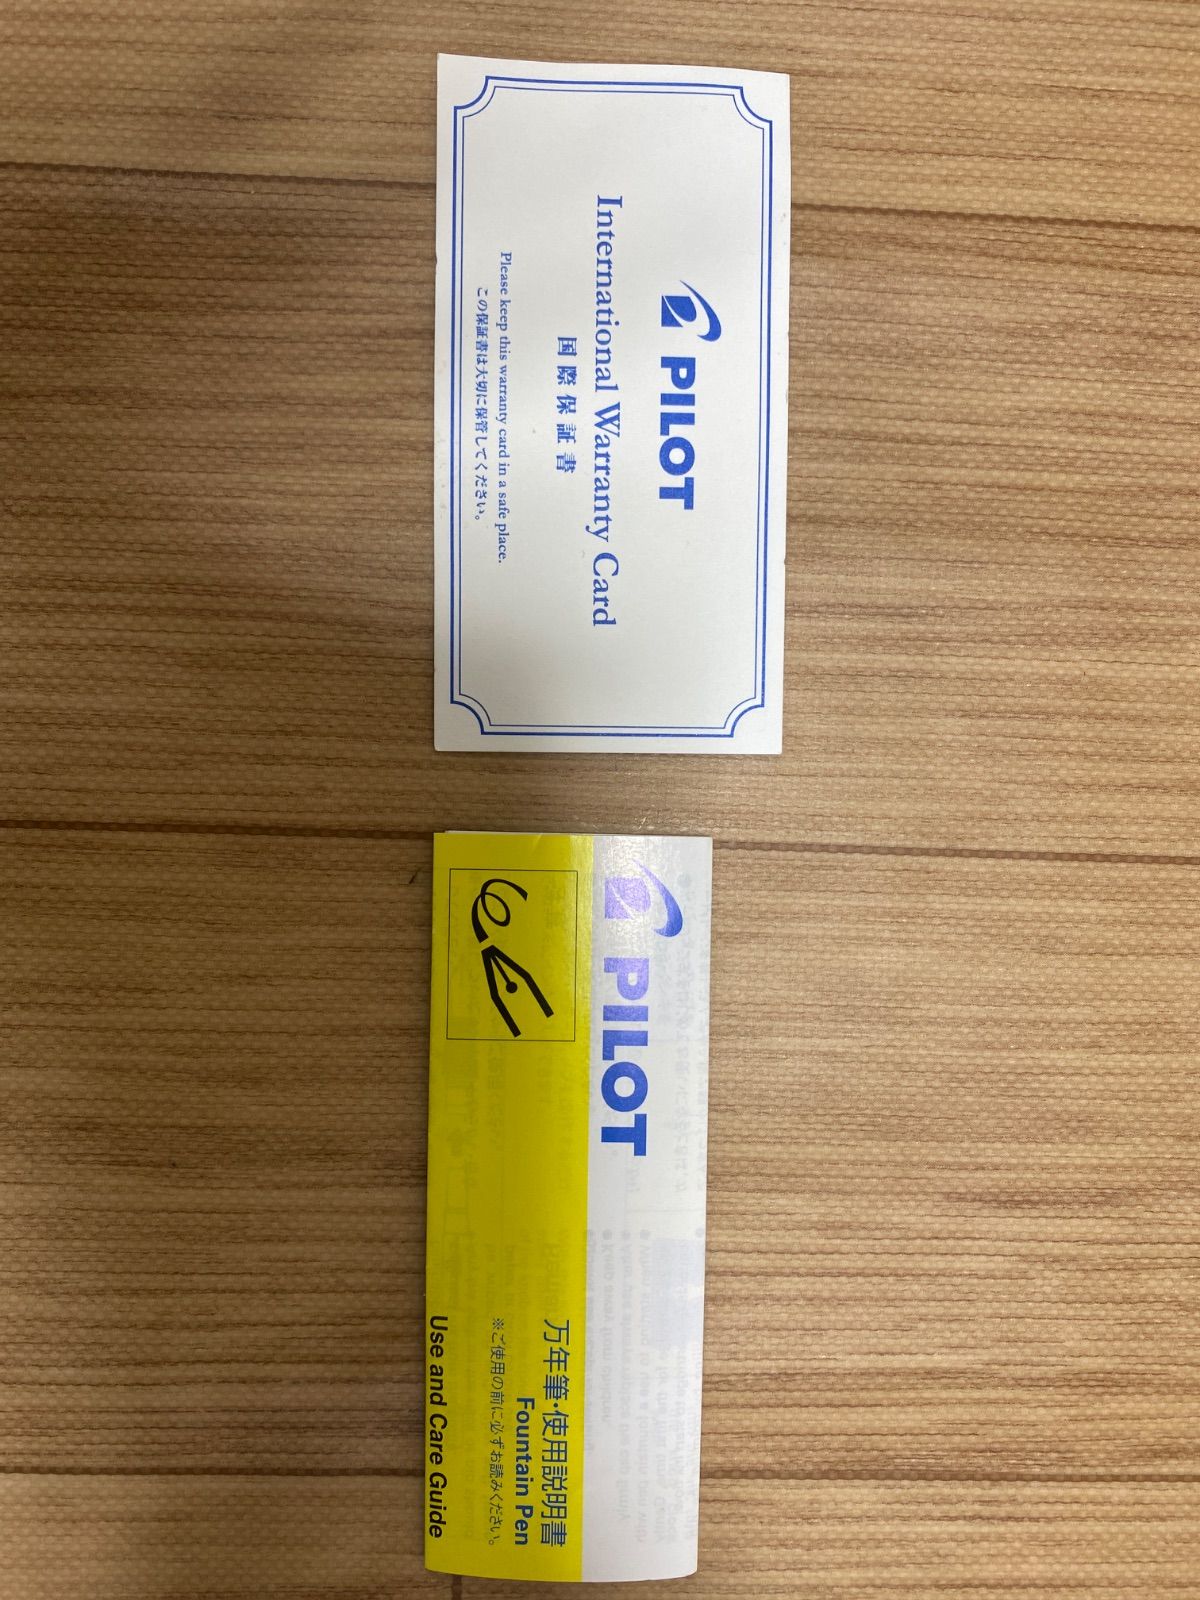 PILOT
International Warranty Card
国際保証書
Please keep this warranty card in a safe place.
この保証書は大切に保管してください。
PILOT
万年筆・使用説明書
Fountain Pen
※ご使用の前に必ずお読みください。
Use and Care Guide